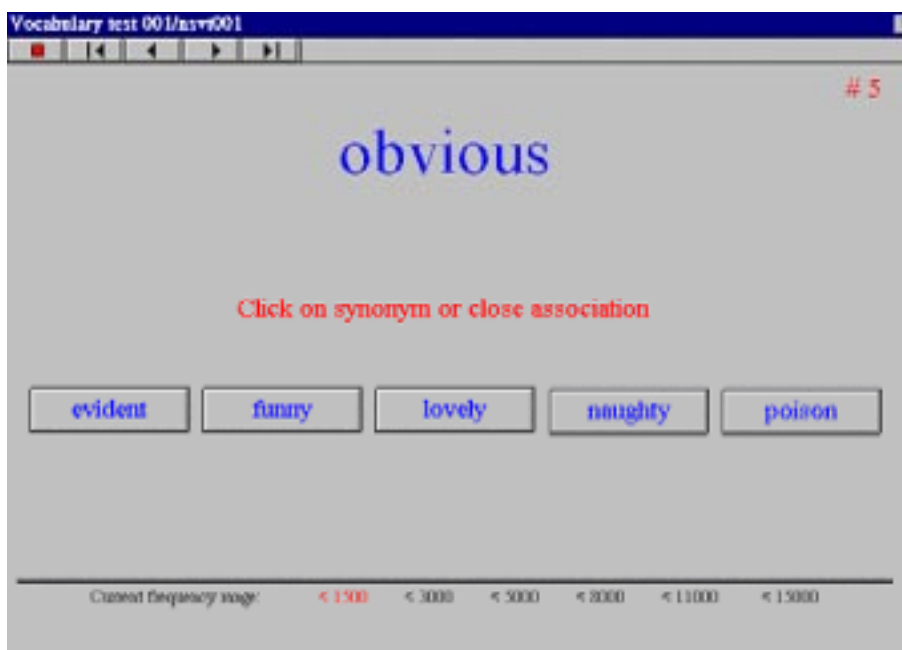 Vocabulary test 001/nsvt001
# 5
obvious
Click on synonym or close association
evident funny lovely naughty poison
Current frequency range: < 1500 < 3000 < 5000 < 8000 < 11000 < 15000